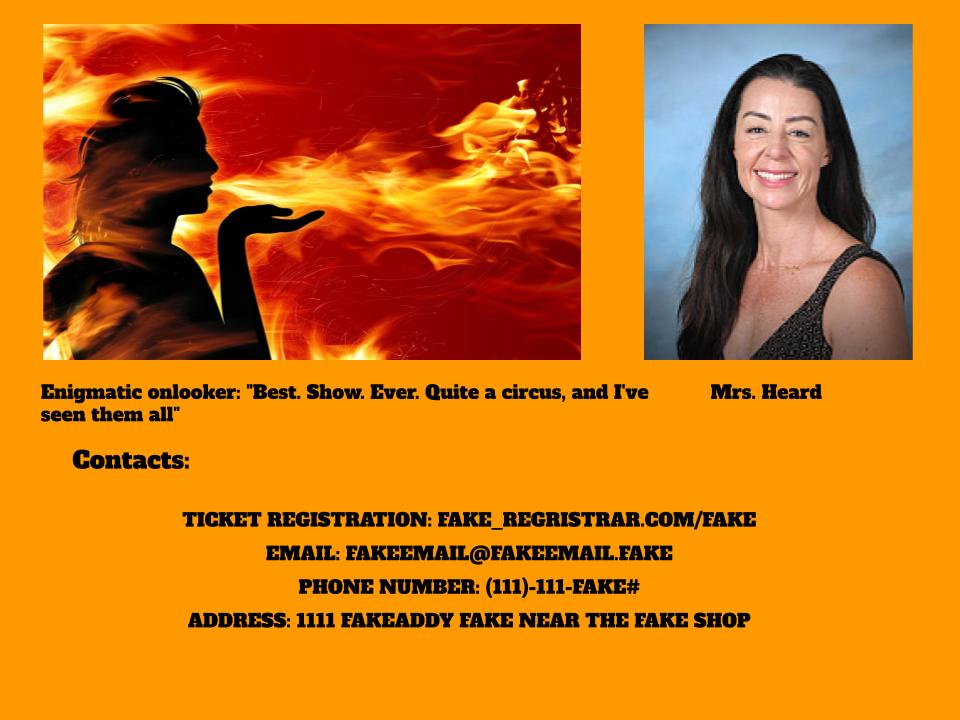 Enigmatic onlooker: "Best. Show. Ever. Quite a circus, and I've
seen them all"
Mrs. Heard
Contacts:
TICKET REGISTRATION: FAKE_REGRISTRAR.COM/FAKE
EMAIL: FAKEEMAIL@FAKEEMAIL.FAKE
PHONE NUMBER: (111)-111-FAKE#
ADDRESS: 1111 FAKEADDY FAKE NEAR THE FAKE SHOP